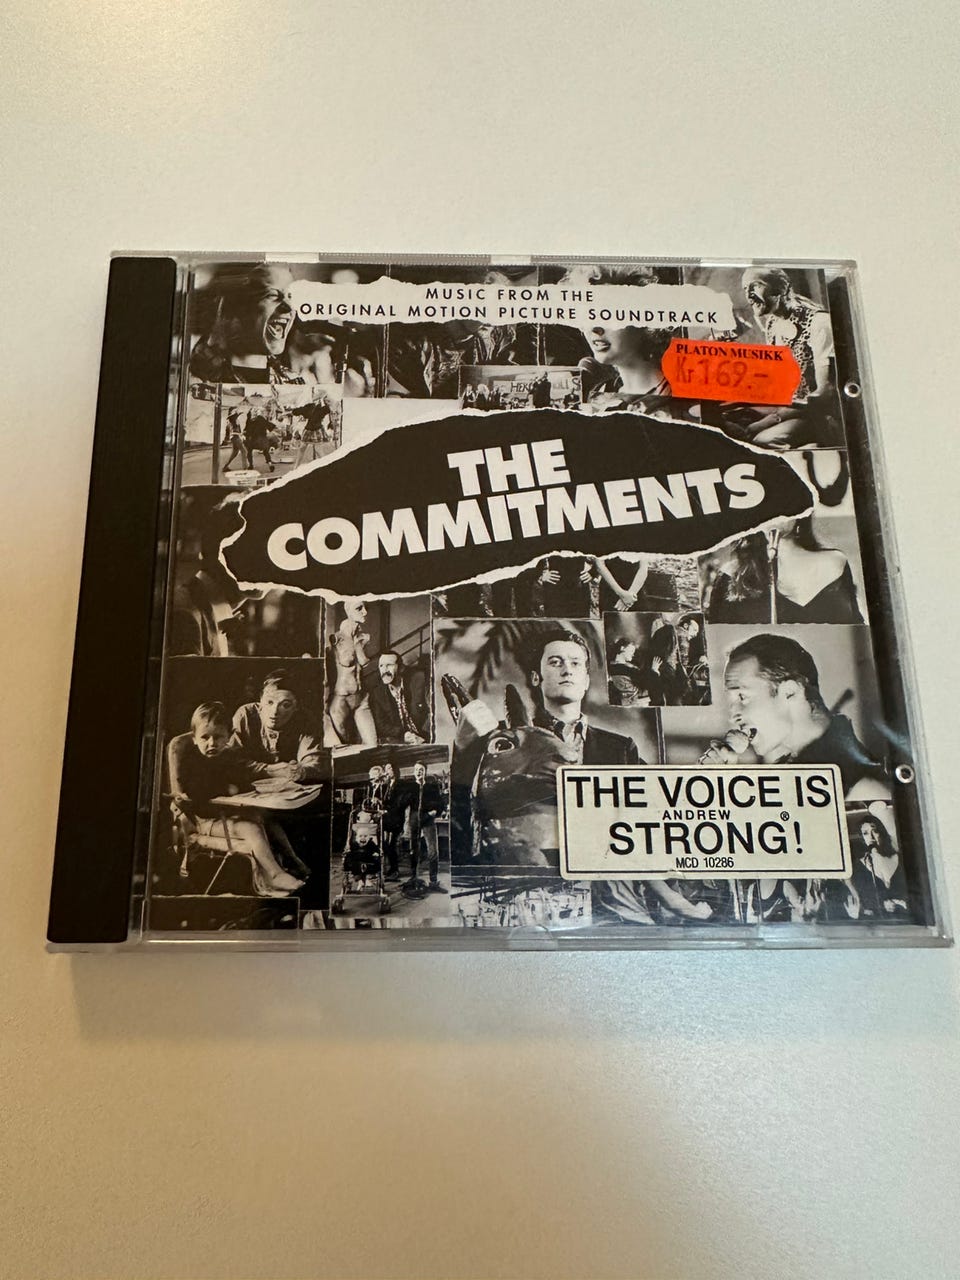 MUSIC FROM THE
ORIGINAL MOTION PICTURE SOUNDTRACK
PLATON MUSIKK
Kr 169.-
THE
COMMITMENTS
THE VOICE IS
ANDREW
STRONG®!
MCD 10286